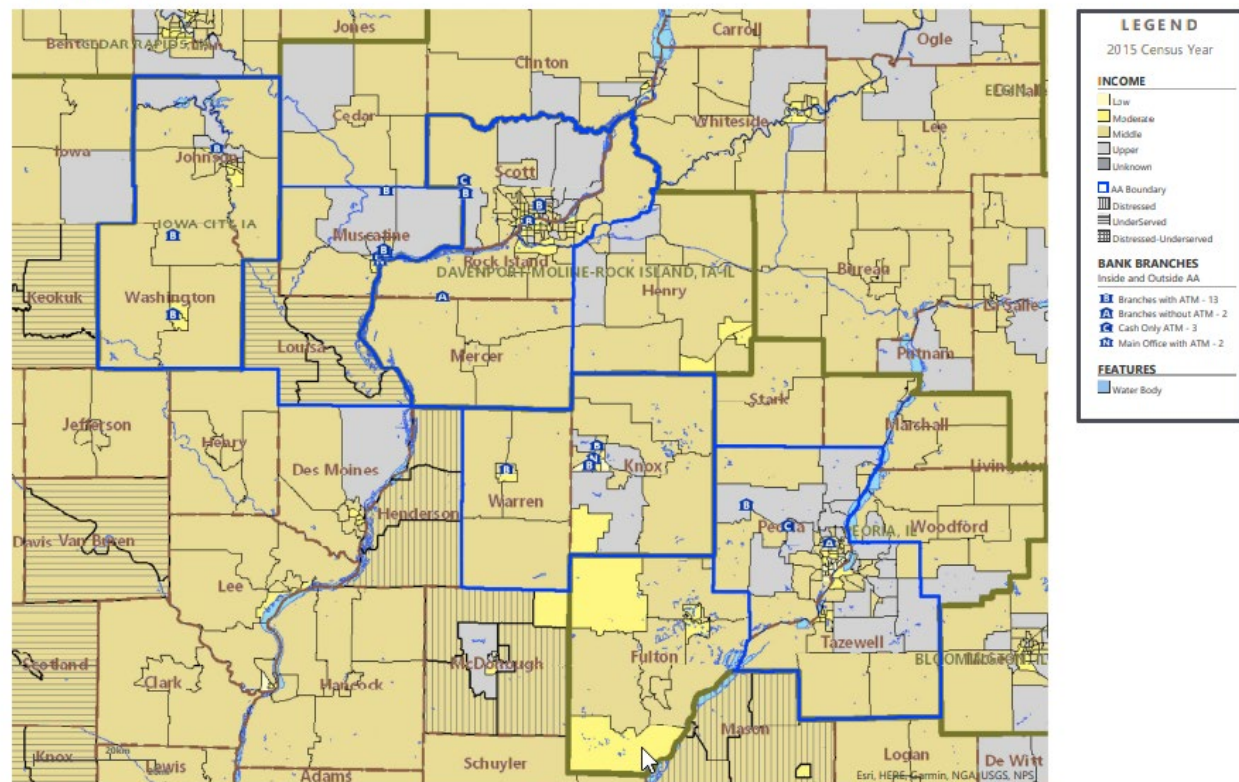 Jones
Carroll
Ogle
CEDAR RAPIDS, IA
Clinton
Cedar
Whiteside
Lee
Iowa
Johnson
Scott
IOWA CITY, IA
Muscatine
Rock Island
DAVENPORT-MOLINE-ROCK ISLAND, IA-IL
Henry
Bureau
La Salle
Keokuk
Washington
Louisa
Mercer
Putnam
Stark
Marshall
Jefferson
Henry
Des Moines
Warren
Knox
Livingston
Henderson
Peoria
PEORIA, IL
Woodford
Davis
Van Buren
Lee
Scotland
Clark
Hancock
McDonough
Fulton
Tazewell
Mason
Knox
20km
Lewis
Adams
Schuyler
Logan
De Witt
Esri, HERE, Garmin, NGA, USGS, NPS
LEGEND
2015 Census Year
INCOME
Low
Moderate
Middle
Upper
Unknown
AA Boundary
Distressed
UnderServed
Distressed-Underserved
BANK BRANCHES
Inside and Outside AA
B Branches with ATM - 13
A Branches without ATM - 2
C Cash Only ATM - 3
N Main Office with ATM - 2
FEATURES
Water Body